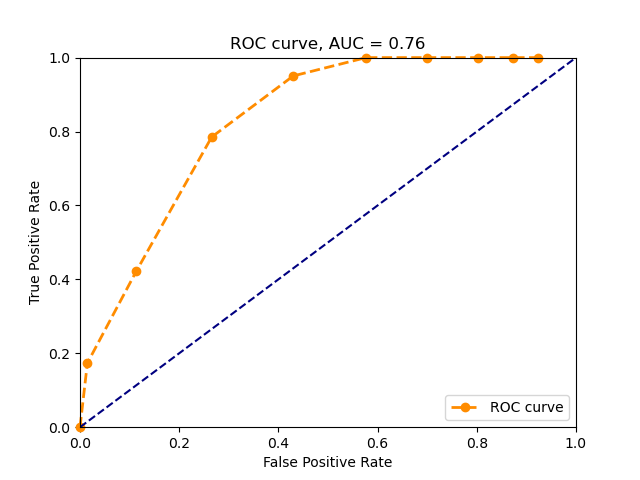 ROC curve, AUC = 0.76
True Positive Rate
1.0
0.8
0.6
0.4
0.2
0.0
0.0 0.2 0.4 0.6 0.8 1.0
False Positive Rate
ROC curve